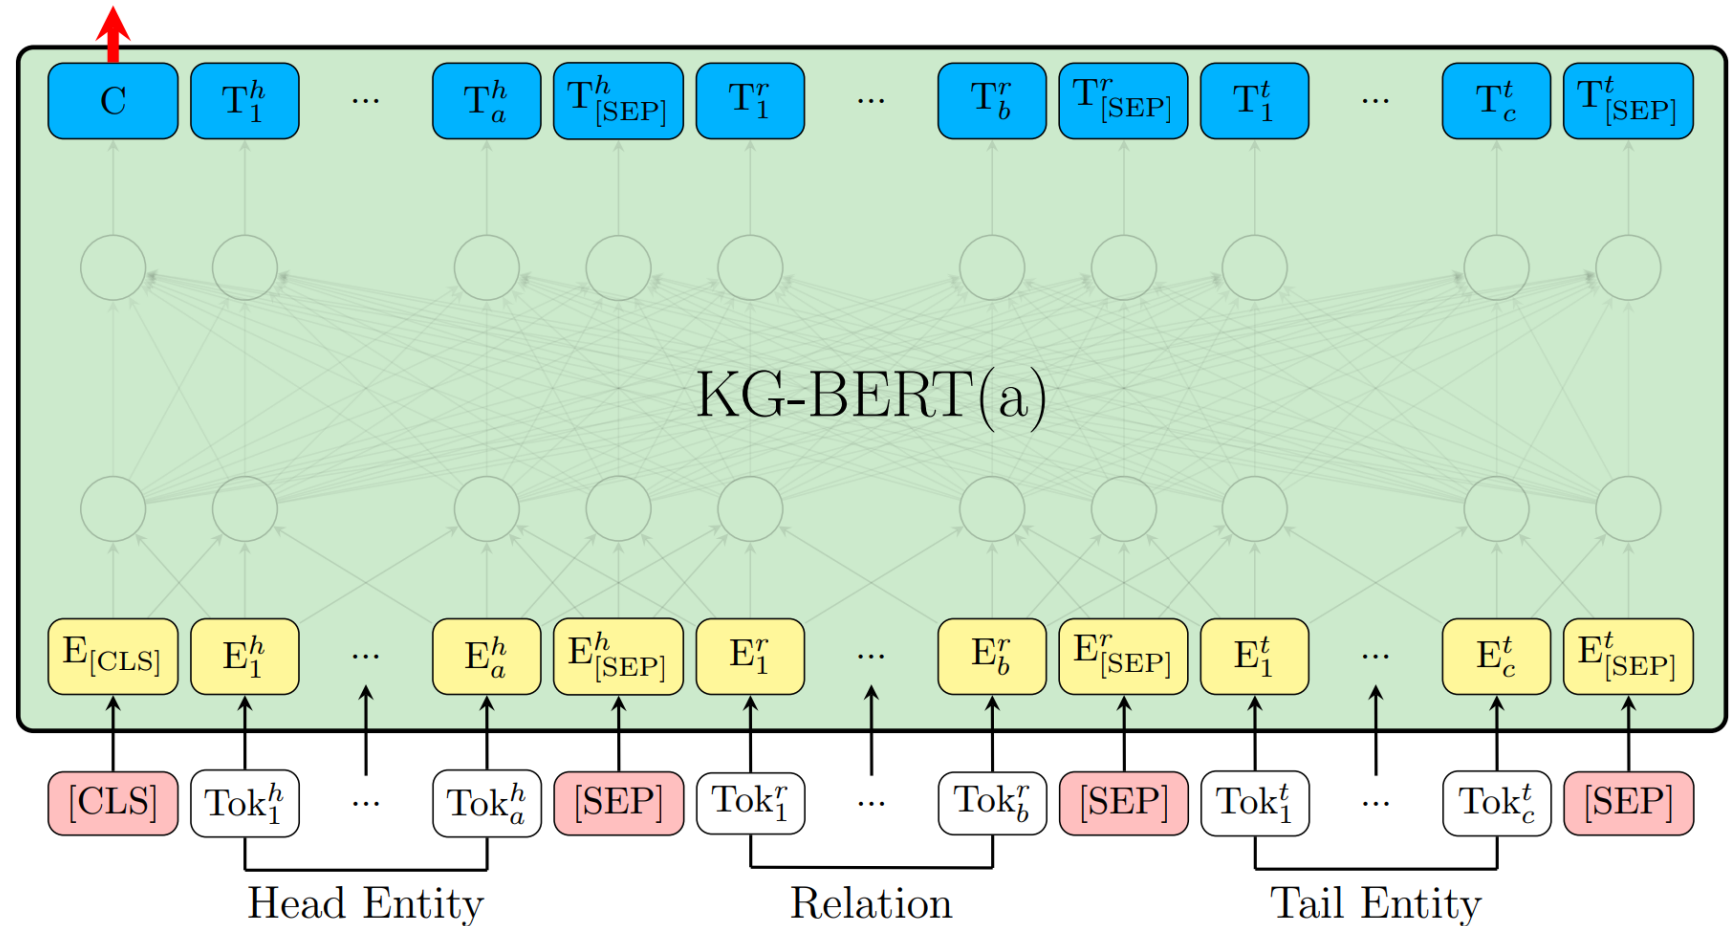 C T^h_1 ... T^h_a T^h_[SEP] T^r_1 ... T^r_b T^r_[SEP] T^t_1 ... T^t_c T^t_[SEP]
KG-BERT(a)
E_[CLS] E^h_1 ... E^h_a E^h_[SEP] E^r_1 ... E^r_b E^r_[SEP] E^t_1 ... E^t_c E^t_[SEP]
[CLS] Tok^h_1 ... Tok^h_a [SEP] Tok^r_1 ... Tok^r_b [SEP] Tok^t_1 ... Tok^t_c [SEP]
Head Entity Relation Tail Entity